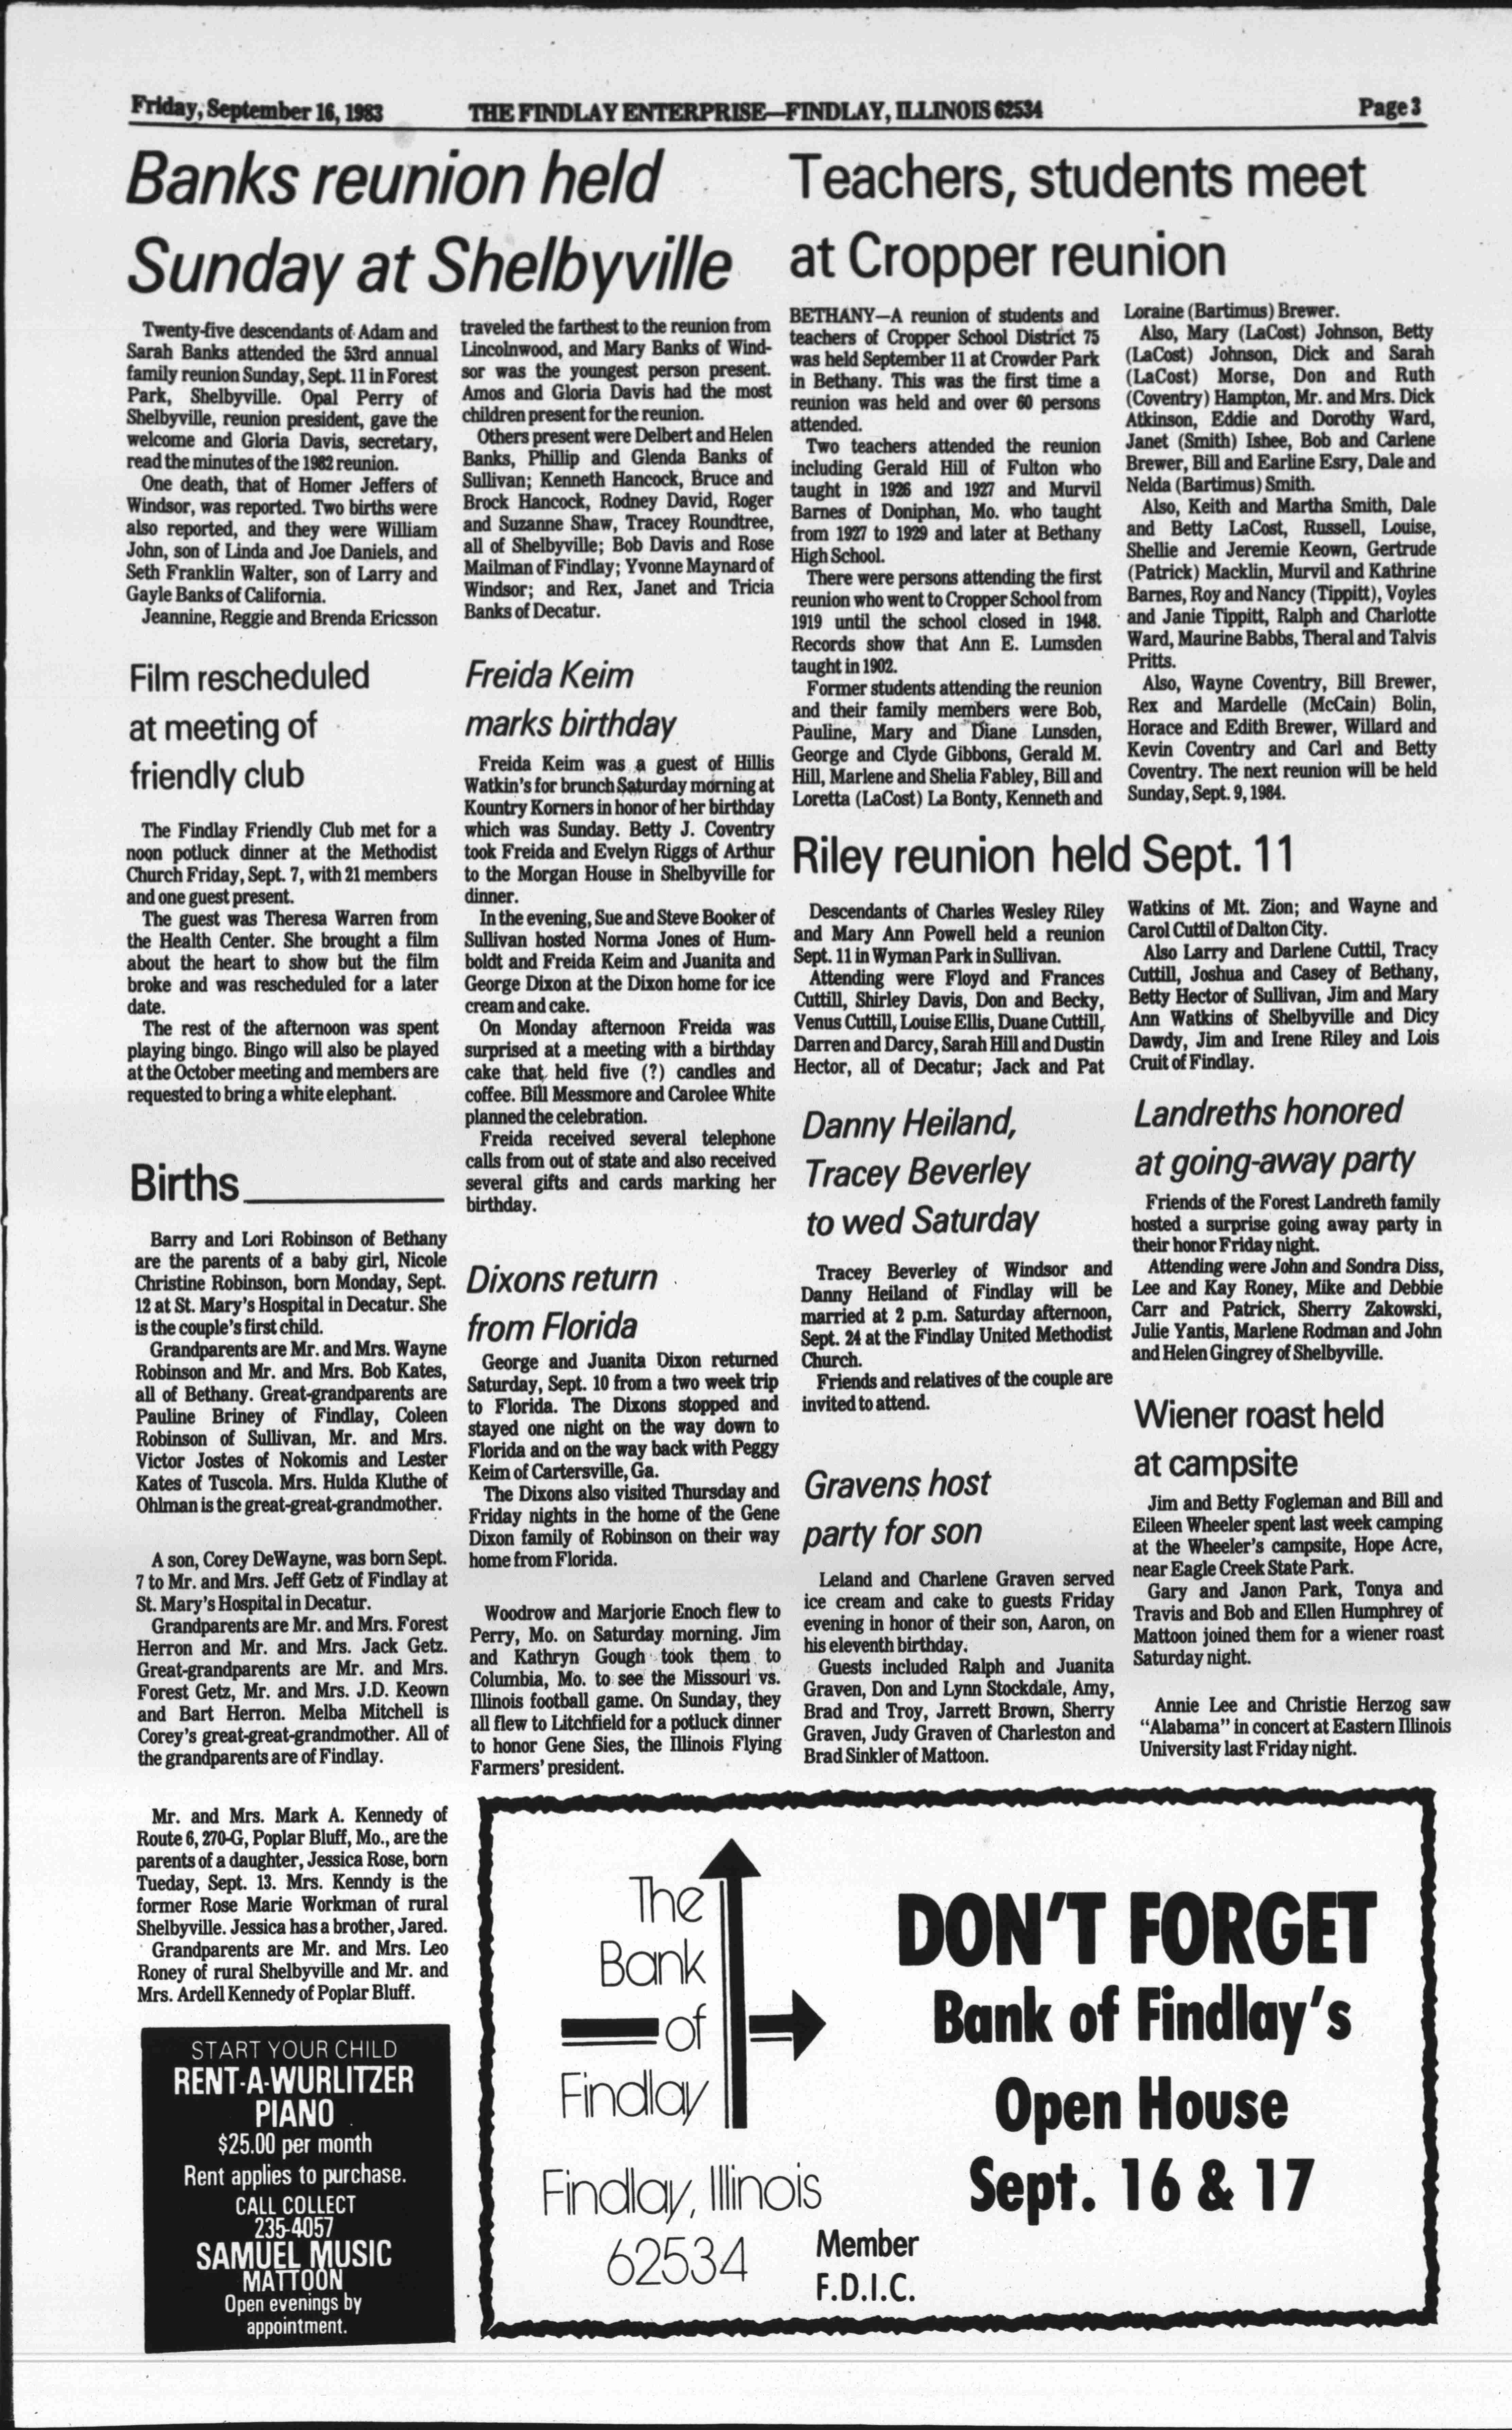 Friday, September 16, 1983
THE FINDLAY ENTERPRISE—FINDLAY, ILLINOIS 62534
Page 3
Banks reunion held
Sunday at Shelbyville
Twenty-five descendants of Adam and
Sarah Banks attended the 53rd annual
family reunion Sunday, Sept. 11 in Forest
Park, Shelbyville. Opal Perry of
Shelbyville, reunion president, gave the
welcome and Gloria Davis, secretary,
read the minutes of the 1982 reunion.
One death, that of Homer Jeffers of
Windsor, was reported. Two births were
also reported, and they were William
John, son of Linda and Joe Daniels, and
Seth Franklin Walter, son of Larry and
Gayle Banks of California.
Jeannine, Reggie and Brenda Ericsson
traveled the farthest to the reunion from
Lincolnwood, and Mary Banks of Wind-
sor was the youngest person present.
Amos and Gloria Davis had the most
children present for the reunion.
Others present were Delbert and Helen
Banks, Phillip and Glenda Banks of
Sullivan; Kenneth Hancock, Bruce and
Brock Hancock, Rodney David, Roger
and Suzanne Shaw, Tracey Roundtree,
all of Shelbyville; Bob Davis and Rose
Mailman of Findlay; Yvonne Maynard of
Windsor; and Rex, Janet and Tricia
Banks of Decatur.
Teachers, students meet
at Cropper reunion
BETHANY—A reunion of students and
teachers of Cropper School District 75
was held September 11 at Crowder Park
in Bethany. This was the first time a
reunion was held and over 60 persons
attended.
Two teachers attended the reunion
including Gerald Hill of Fulton who
taught in 1926 and 1927 and Murvil
Barnes of Doniphan, Mo. who taught
from 1927 to 1929 and later at Bethany
High School.
There were persons attending the first
reunion who went to Cropper School from
1919 until the school closed in 1948.
Records show that Ann E. Lumsden
taught in 1902.
Former students attending the reunion
and their family members were Bob,
Pauline, Mary and Diane Lunsden,
George and Clyde Gibbons, Gerald M.
Hill, Marlene and Shelia Fabley, Bill and
Loretta (LaCost) La Bonty, Kenneth and
Loraine (Bartimus) Brewer.
Also, Mary (LaCost) Johnson, Betty
(LaCost) Johnson, Dick and Sarah
(LaCost) Morse, Don and Ruth
(Coventry) Hampton, Mr. and Mrs. Dick
Atkinson, Eddie and Dorothy Ward,
Janet (Smith) Isbee, Bob and Carlene
Brewer, Bill and Earline Esry, Dale and
Nelda (Bartimus) Smith.
Also, Keith and Martha Smith, Dale
and Betty LaCost, Russell, Louise,
Shellie and Jeremie Keown, Gertrude
(Patrick) Macklin, Murvil and Kathrine
Barnes, Roy and Nancy (Tippitt), Voyles
and Janie Tippitt, Ralph and Charlotte
Ward, Maurine Babbs, Theral and Talvis
Pritts.
Also, Wayne Coventry, Bill Brewer,
Rex and Mardelle (McCain) Bolin,
Horace and Edith Brewer, Willard and
Kevin Coventry and Carl and Betty
Coventry. The next reunion will be held
Sunday, Sept. 9, 1984.
Film rescheduled
at meeting of
friendly club
The Findlay Friendly Club met for a
noon potluck dinner at the Methodist
Church Friday, Sept. 7, with 21 members
and one guest present.
The guest was Theresa Warren from
the Health Center. She brought a film
about the heart to show but the film
broke and was rescheduled for a later
date.
The rest of the afternoon was spent
playing bingo. Bingo will also be played
at the October meeting and members are
requested to bring a white elephant.
Freida Keim
marks birthday
Freida Keim was a guest of Hillis
Watkin's for brunch Saturday morning at
Kountry Korners in honor of her birthday
which was Sunday. Betty J. Coventry
took Freida and Evelyn Riggs of Arthur
to the Morgan House in Shelbyville for
dinner.
In the evening, Sue and Steve Booker of
Sullivan hosted Norma Jones of Hum-
boldt and Freida Keim and Juanita and
George Dixon at the Dixon home for ice
cream and cake.
On Monday afternoon Freida was
surprised at a meeting with a birthday
cake that held five (?) candles and
coffee. Bill Messmore and Carolee White
planned the celebration.
Freida received several telephone
calls from out of state and also received
several gifts and cards marking her
birthday.
Riley reunion held Sept. 11
Descendants of Charles Wesley Riley
and Mary Ann Powell held a reunion
Sept. 11 in Wyman Park in Sullivan.
Attending were Floyd and Frances
Cuttill, Shirley Davis, Don and Becky,
Venus Cuttill, Louise Ellis, Duane Cuttill,
Darren and Darcy, Sarah Hill and Dustin
Hector, all of Decatur; Jack and Pat
Watkins of Mt. Zion; and Wayne and
Carol Cuttil of Dalton City.
Also Larry and Darlene Cuttil, Tracy
Cuttill, Joshua and Casey of Bethany,
Betty Hector of Sullivan, Jim and Mary
Ann Watkins of Shelbyville and Dicy
Dawdy, Jim and Irene Riley and Lois
Cruit of Findlay.
Births
Barry and Lori Robinson of Bethany
are the parents of a baby girl, Nicole
Christine Robinson, born Monday, Sept.
12 at St. Mary's Hospital in Decatur. She
is the couple's first child.
Grandparents are Mr. and Mrs. Wayne
Robinson and Mr. and Mrs. Bob Kates,
all of Bethany. Great-grandparents are
Pauline Briney of Findlay, Coleen
Robinson of Sullivan, Mr. and Mrs.
Victor Jostes of Nokomis and Lester
Kates of Tuscola. Mrs. Hulda Kluthe of
Ohlman is the great-great-grandmother.
A son, Corey DeWayne, was born Sept.
7 to Mr. and Mrs. Jeff Getz of Findlay at
St. Mary's Hospital in Decatur.
Grandparents are Mr. and Mrs. Forest
Herron and Mr. and Mrs. Jack Getz.
Great-grandparents are Mr. and Mrs.
Forest Getz, Mr. and Mrs. J.D. Keown
and Bart Herron. Melba Mitchell is
Corey's great-great-grandmother. All of
the grandparents are of Findlay.
Mr. and Mrs. Mark A. Kennedy of
Route 6, 270-G, Poplar Bluff, Mo., are the
parents of a daughter, Jessica Rose, born
Tueday, Sept. 13. Mrs. Kenndy is the
former Rose Marie Workman of rural
Shelbyville. Jessica has a brother, Jared.
Grandparents are Mr. and Mrs. Leo
Roney of rural Shelbyville and Mr. and
Mrs. Ardell Kennedy of Poplar Bluff.
Dixons return
from Florida
George and Juanita Dixon returned
Saturday, Sept. 10 from a two week trip
to Florida. The Dixons stopped and
stayed one night on the way down to
Florida and on the way back with Peggy
Keim of Cartersville, Ga.
The Dixons also visited Thursday and
Friday nights in the home of the Gene
Dixon family of Robinson on their way
home from Florida.
Woodrow and Marjorie Enoch flew to
Perry, Mo. on Saturday morning. Jim
and Kathryn Gough took them to
Columbia, Mo. to see the Missouri vs.
Illinois football game. On Sunday, they
all flew to Litchfield for a potluck dinner
to honor Gene Sies, the Illinois Flying
Farmers' president.
Danny Heiland,
Tracey Beverley
to wed Saturday
Tracey Beverley of Windsor and
Danny Heiland of Findlay will be
married at 2 p.m. Saturday afternoon,
Sept. 24 at the Findlay United Methodist
Church.
Friends and relatives of the couple are
invited to attend.
Gravens host
party for son
Leland and Charlene Graven served
ice cream and cake to guests Friday
evening in honor of their son, Aaron, on
his eleventh birthday.
Guests included Ralph and Juanita
Graven, Don and Lynn Stockdale, Amy,
Brad and Troy, Jarrett Brown, Sherry
Graven, Judy Graven of Charleston and
Brad Sinkler of Mattoon.
Landreths honored
at going-away party
Friends of the Forest Landreth family
hosted a surprise going away party in
their honor Friday night.
Attending were John and Sondra Diss,
Lee and Kay Roney, Mike and Debbie
Carr and Patrick, Sherry Zakowski,
Julie Yantis, Marlene Rodman and John
and Helen Gingrey of Shelbyville.
Wiener roast held
at campsite
Jim and Betty Fogleman and Bill and
Eileen Wheeler spent last week camping
at the Wheeler's campsite, Hope Acre,
near Eagle Creek State Park.
Gary and Janon Park, Tonya and
Travis and Bob and Ellen Humphrey of
Mattoon joined them for a wiener roast
Saturday night.
Annie Lee and Christie Herzog saw
"Alabama" in concert at Eastern Illinois
University last Friday night.
START YOUR CHILD
RENT-A-WURLITZER
PIANO
$25.00 per month
Rent applies to purchase.
CALL COLLECT
235-4057
SAMUEL MUSIC
MATTOON
Open evenings by
appointment.
The
Bank
of
Findlay
Findlay, Illinois
62534
Member
F.D.I.C.
DON'T FORGET
Bank of Findlay's
Open House
Sept. 16 & 17